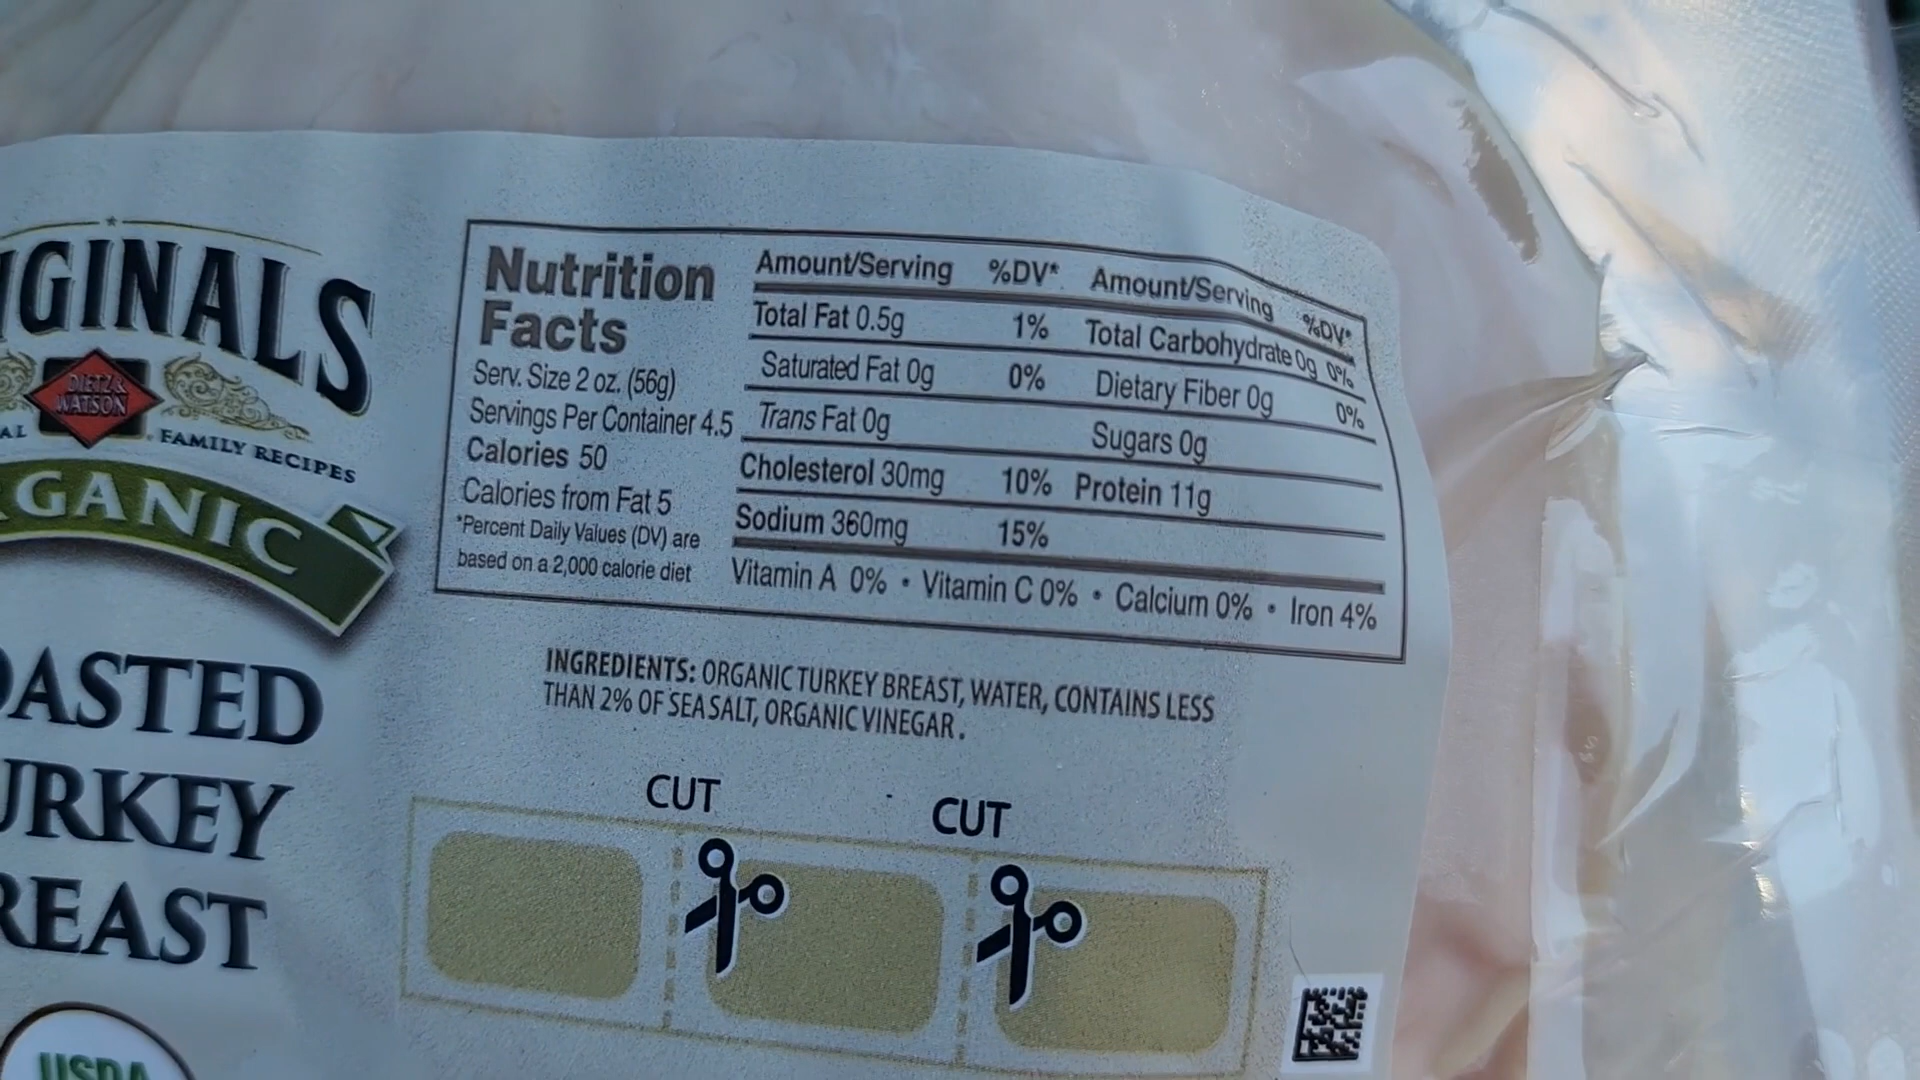 IGINALS
DIETZ &
WATSON
AL FAMILY RECIPES
GANIC
OASTED
URKEY
REAST
USDA
Nutrition
Facts
Serv. Size 2 oz. (56g)
Servings Per Container 4.5
Calories 50
Calories from Fat 5
*Percent Daily Values (DV) are
based on a 2,000 calorie diet
Amount/Serving %DV* Amount/Serving %DV*
Total Fat 0.5g 1% Total Carbohydrate 0g 0%
Saturated Fat 0g 0% Dietary Fiber 0g 0%
Trans Fat 0g Sugars 0g
Cholesterol 30mg 10% Protein 11g
Sodium 360mg 15%
Vitamin A 0% • Vitamin C 0% • Calcium 0% • Iron 4%
INGREDIENTS: ORGANIC TURKEY BREAST, WATER, CONTAINS LESS
THAN 2% OF SEA SALT, ORGANIC VINEGAR.
CUT CUT